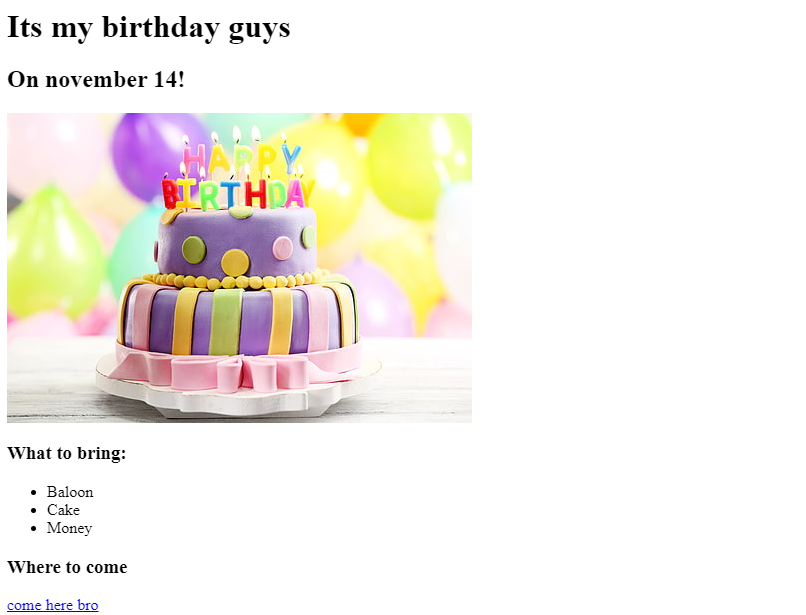 Its my birthday guys
On november 14!
HAPPY
BIRTHDAY
What to bring:
Baloon
Cake
Money
Where to come
come here bro